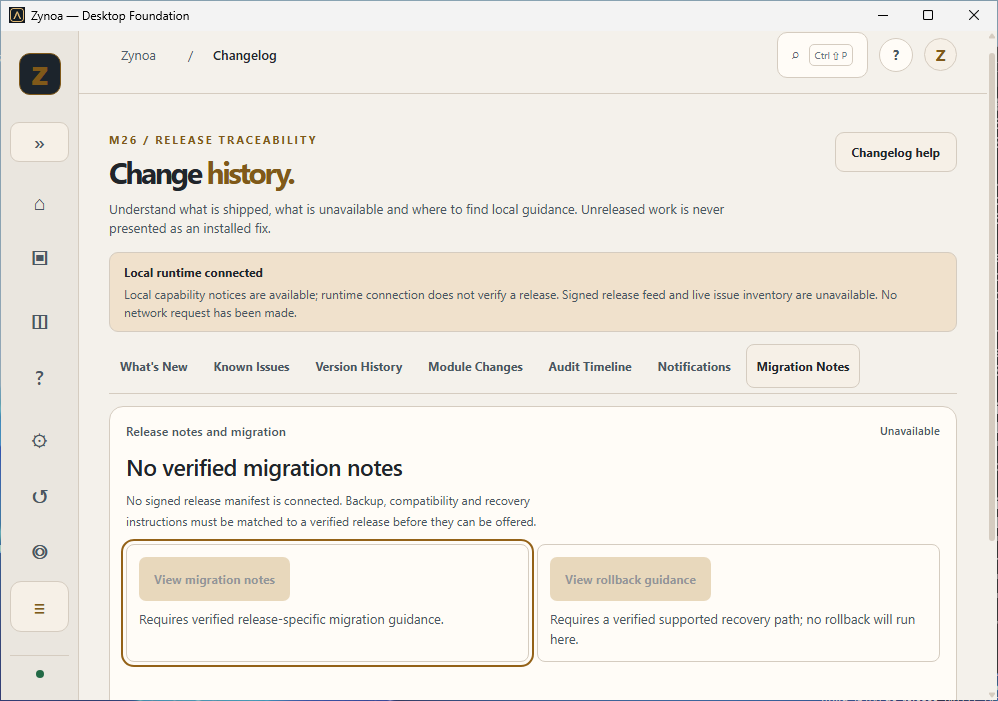 Zynoa — Desktop Foundation
Z
Zynoa / Changelog
Ctrl ⇧ P
?
Z
»
M26 / RELEASE TRACEABILITY
Change history.
Changelog help
Understand what is shipped, what is unavailable and where to find local guidance. Unreleased work is never
presented as an installed fix.
Local runtime connected
Local capability notices are available; runtime connection does not verify a release. Signed release feed and live issue inventory are unavailable. No
network request has been made.
?
What's New
Known Issues
Version History
Module Changes
Audit Timeline
Notifications
Migration Notes
Release notes and migration
Unavailable
No verified migration notes
No signed release manifest is connected. Backup, compatibility and recovery
instructions must be matched to a verified release before they can be offered.
View migration notes
Requires verified release-specific migration guidance.
View rollback guidance
Requires a verified supported recovery path; no rollback will run
here.